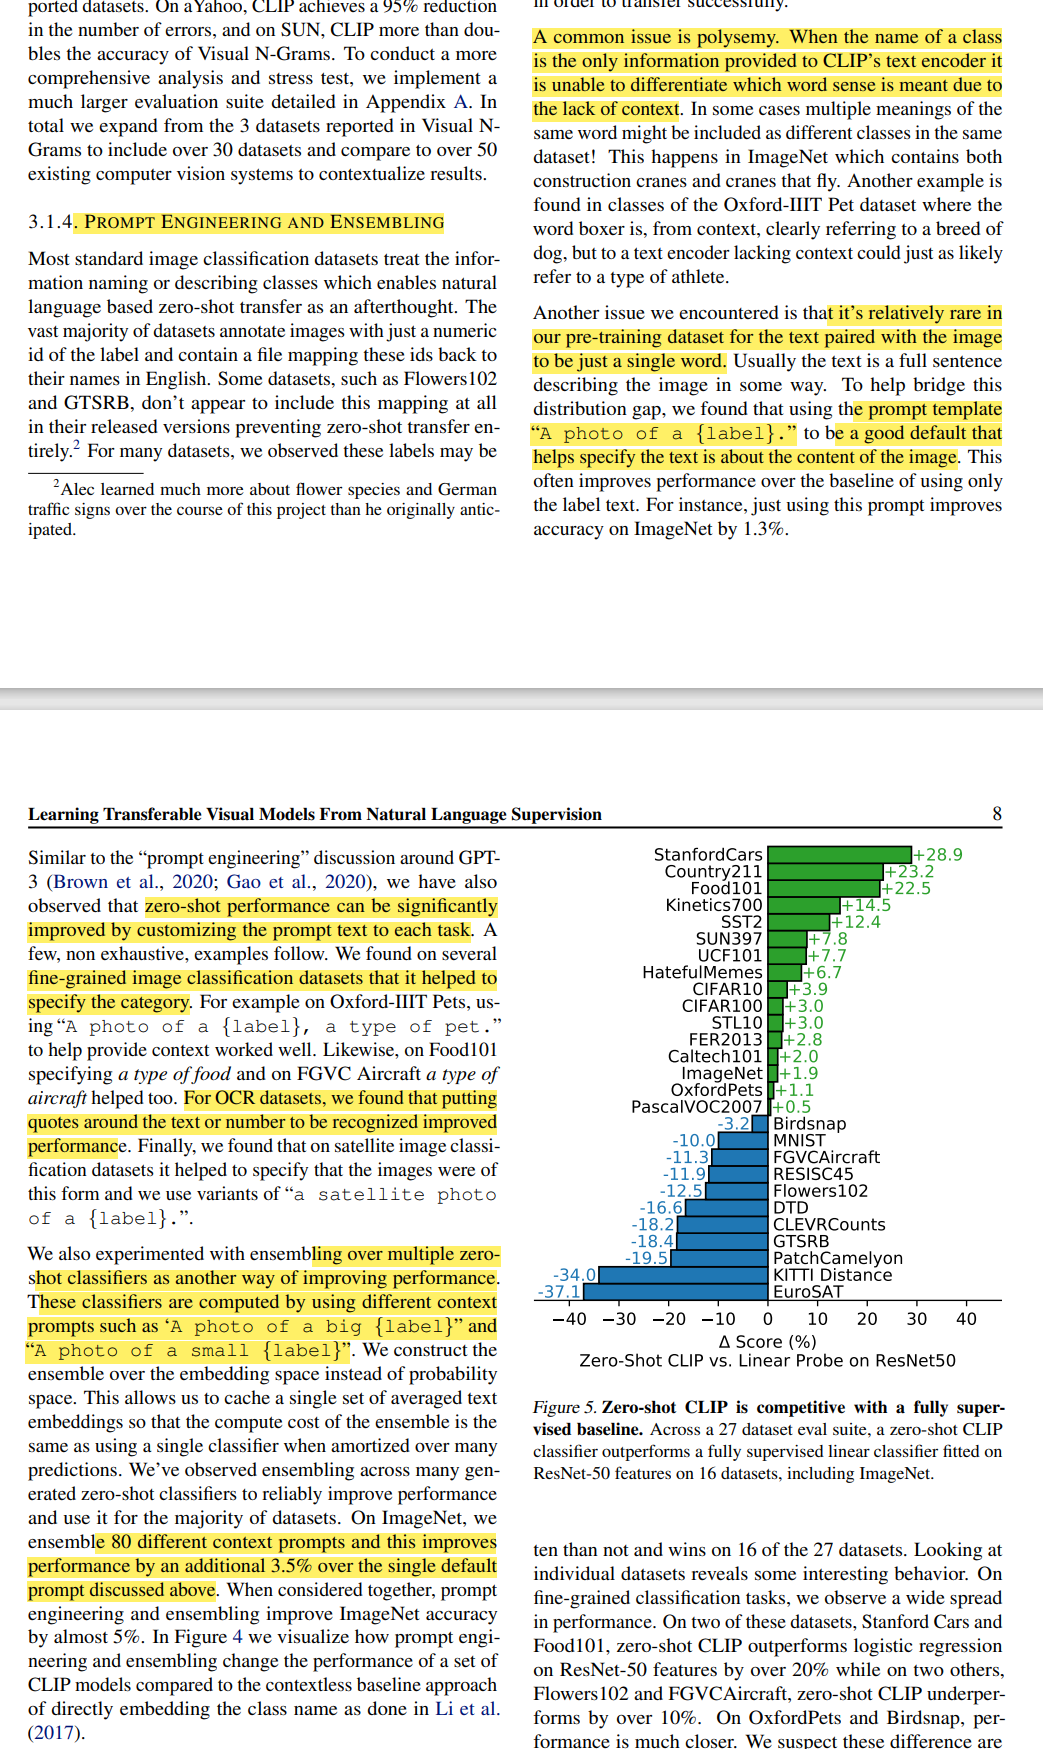 ported datasets. On aYahoo, CLIP achieves a 95% reduction
in the number of errors, and on SUN, CLIP more than dou-
bles the accuracy of Visual N-Grams. To conduct a more
comprehensive analysis and stress test, we implement a
much larger evaluation suite detailed in Appendix A. In
total we expand from the 3 datasets reported in Visual N-
Grams to include over 30 datasets and compare to over 50
existing computer vision systems to contextualize results.
3.1.4. PROMPT ENGINEERING AND ENSEMBLING
Most standard image classification datasets treat the infor-
mation naming or describing classes which enables natural
language based zero-shot transfer as an afterthought. The
vast majority of datasets annotate images with just a numeric
id of the label and contain a file mapping these ids back to
their names in English. Some datasets, such as Flowers102
and GTSRB, don't appear to include this mapping at all
in their released versions preventing zero-shot transfer en-
tirely.2 For many datasets, we observed these labels may be
2Alec learned much more about flower species and German
traffic signs over the course of this project than he originally antic-
ipated.
in order to transfer successfully.
A common issue is polysemy. When the name of a class
is the only information provided to CLIP's text encoder it
is unable to differentiate which word sense is meant due to
the lack of context. In some cases multiple meanings of the
same word might be included as different classes in the same
dataset! This happens in ImageNet which contains both
construction cranes and cranes that fly. Another example is
found in classes of the Oxford-IIIT Pet dataset where the
word boxer is, from context, clearly referring to a breed of
dog, but to a text encoder lacking context could just as likely
refer to a type of athlete.
Another issue we encountered is that it's relatively rare in
our pre-training dataset for the text paired with the image
to be just a single word. Usually the text is a full sentence
describing the image in some way. To help bridge this
distribution gap, we found that using the prompt template
“A photo of a {label}.” to be a good default that
helps specify the text is about the content of the image. This
often improves performance over the baseline of using only
the label text. For instance, just using this prompt improves
accuracy on ImageNet by 1.3%.
Learning Transferable Visual Models From Natural Language Supervision 8
Similar to the “prompt engineering” discussion around GPT-
3 (Brown et al., 2020; Gao et al., 2020), we have also
observed that zero-shot performance can be significantly
improved by customizing the prompt text to each task. A
few, non exhaustive, examples follow. We found on several
fine-grained image classification datasets that it helped to
specify the category. For example on Oxford-IIIT Pets, us-
ing “A photo of a {label}, a type of pet.”
to help provide context worked well. Likewise, on Food101
specifying a type of food and on FGVC Aircraft a type of
aircraft helped too. For OCR datasets, we found that putting
quotes around the text or number to be recognized improved
performance. Finally, we found that on satellite image classi-
fication datasets it helped to specify that the images were of
this form and we use variants of “a satellite photo
of a {label}.”.
We also experimented with ensembling over multiple zero-
shot classifiers as another way of improving performance.
These classifiers are computed by using different context
prompts such as ‘A photo of a big {label}” and
“A photo of a small {label}”. We construct the
ensemble over the embedding space instead of probability
space. This allows us to cache a single set of averaged text
embeddings so that the compute cost of the ensemble is the
same as using a single classifier when amortized over many
predictions. We've observed ensembling across many gen-
erated zero-shot classifiers to reliably improve performance
and use it for the majority of datasets. On ImageNet, we
ensemble 80 different context prompts and this improves
performance by an additional 3.5% over the single default
prompt discussed above. When considered together, prompt
engineering and ensembling improve ImageNet accuracy
by almost 5%. In Figure 4 we visualize how prompt engi-
neering and ensembling change the performance of a set of
CLIP models compared to the contextless baseline approach
of directly embedding the class name as done in Li et al.
(2017).
StanfordCars +28.9
Country211 +23.2
Food101 +22.5
Kinetics700 +14.5
SST2 +12.4
SUN397 +7.8
UCF101 +7.7
HatefulMemes +6.7
CIFAR10 +3.9
CIFAR100 +3.0
STL10 +3.0
FER2013 +2.8
Caltech101 +2.0
ImageNet +1.9
OxfordPets +1.1
PascalVOC2007 +0.5
-3.2 Birdsnap
-10.0 MNIST
-11.3 FGVCAircraft
-11.9 RESISC45
-12.5 Flowers102
-16.6 DTD
-18.2 CLEVRCounts
-18.4 GTSRB
-19.5 PatchCamelyon
-34.0 KITTI Distance
-37.1 EuroSAT
−40 −30 −20 −10 0 10 20 30 40
Δ Score (%)
Zero-Shot CLIP vs. Linear Probe on ResNet50
Figure 5. Zero-shot CLIP is competitive with a fully super-
vised baseline. Across a 27 dataset eval suite, a zero-shot CLIP
classifier outperforms a fully supervised linear classifier fitted on
ResNet-50 features on 16 datasets, including ImageNet.
ten than not and wins on 16 of the 27 datasets. Looking at
individual datasets reveals some interesting behavior. On
fine-grained classification tasks, we observe a wide spread
in performance. On two of these datasets, Stanford Cars and
Food101, zero-shot CLIP outperforms logistic regression
on ResNet-50 features by over 20% while on two others,
Flowers102 and FGVCAircraft, zero-shot CLIP underper-
forms by over 10%. On OxfordPets and Birdsnap, per-
formance is much closer. We suspect these difference are